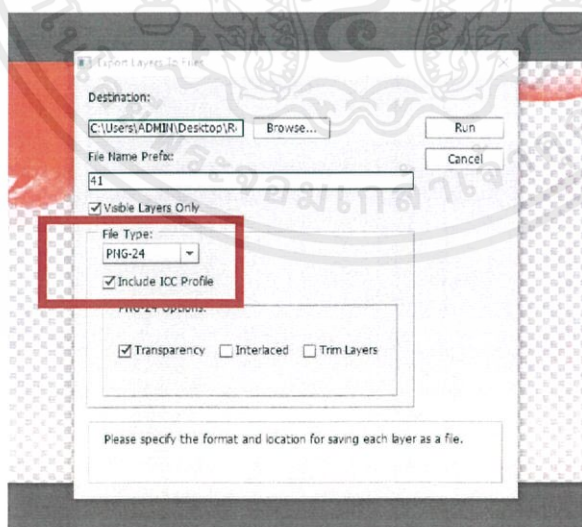 Export Layers To Files
Destination:
C:\Users\ADMIN\Desktop\R
Browse...
Run
File Name Prefix:
Cancel
41
Visible Layers Only
File Type:
PNG-24
Include ICC Profile
PNG-24 Options:
Transparency Interlaced Trim Layers
Please specify the format and location for saving each layer as a file.